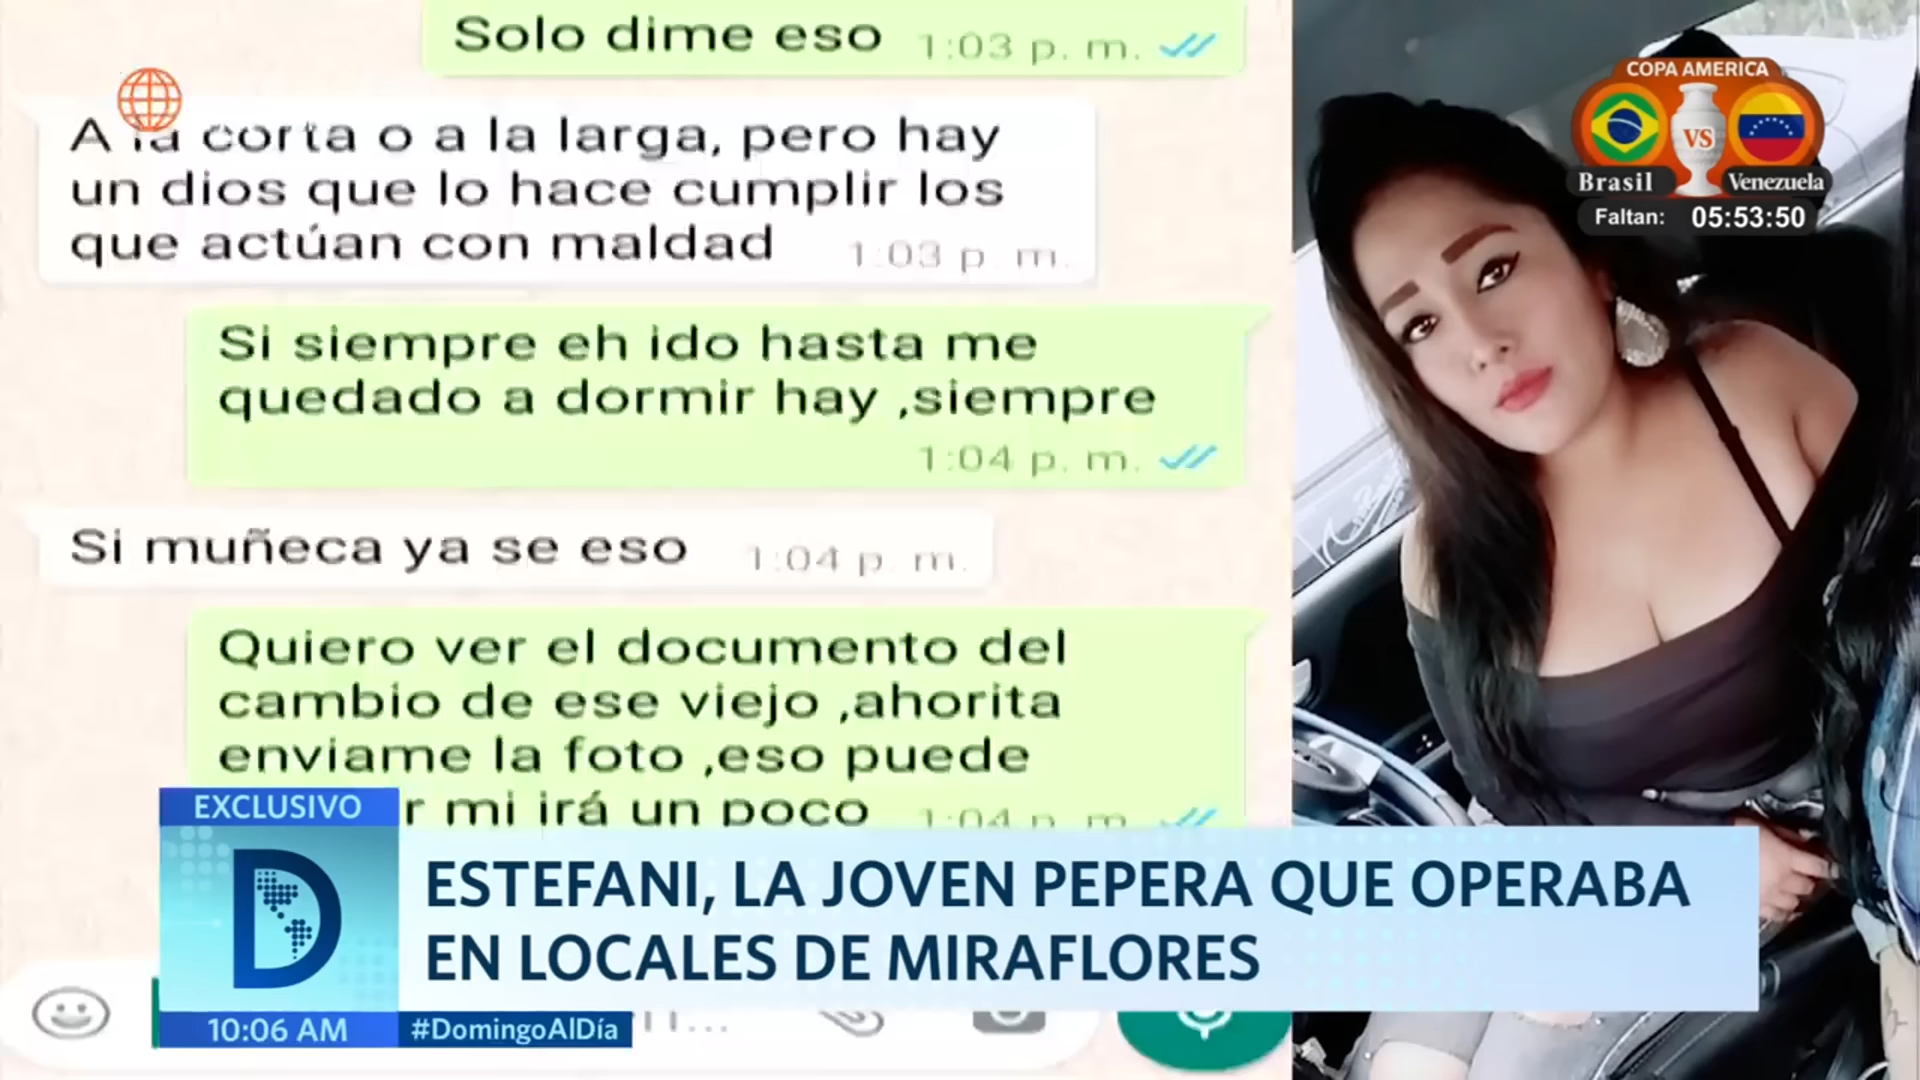 Solo dime eso 1:03 p. m.
A la corta o a la larga, pero hay
un dios que lo hace cumplir los
que actúan con maldad 1:03 p. m.
Si siempre eh ido hasta me
quedado a dormir hay ,siempre
1:04 p. m.
Si muñeca ya se eso 1:04 p. m.
Quiero ver el documento del
cambio de ese viejo ,ahorita
enviame la foto ,eso puede
r mi irá un poco 1:04 p. m.
COPA AMERICA
VS
Brasil Venezuela
Faltan: 05:53:50
EXCLUSIVO
D
ESTEFANI, LA JOVEN PEPERA QUE OPERABA
EN LOCALES DE MIRAFLORES
10:06 AM #DomingoAlDía